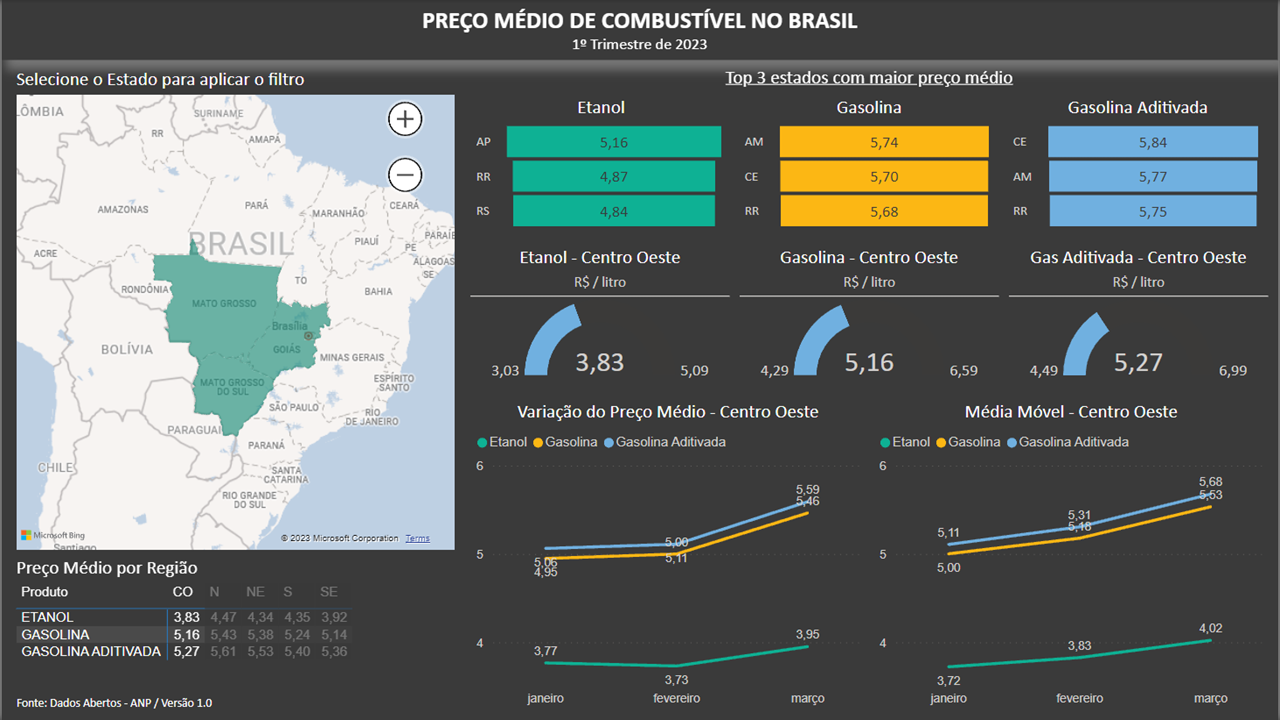 PREÇO MÉDIO DE COMBUSTÍVEL NO BRASIL
1º Trimestre de 2023
Selecione o Estado para aplicar o filtro
LÔMBIA
SURINAME
RR
AMAPÁ
AMAZONAS
PARÁ
MARANHÃO
CEARÁ
BRASIL
PIAUÍ
PARAÍB
PE
ACRE
ALAGOAS
SE
TO
RONDÔNIA
MATO GROSSO
BAHIA
Brasília
BOLÍVIA
GOIÁS
MINAS GERAIS
MATO GROSSO
DO SUL
ESPÍRITO
SANTO
SÃO PAULO
RIO
DE JANEIRO
PARAGUAI
PARANÁ
CHILE
SANTA
CATARINA
RIO GRANDE
DO SUL
Microsoft Bing
Santiago
© 2023 Microsoft Corporation Terms
Preço Médio por Região
Produto CO N NE S SE
ETANOL 3,83 4,47 4,34 4,35 3,92
GASOLINA 5,16 5,43 5,38 5,24 5,14
GASOLINA ADITIVADA 5,27 5,61 5,53 5,40 5,36
Fonte: Dados Abertos - ANP / Versão 1.0
Top 3 estados com maior preço médio
Etanol
AP 5,16
RR 4,87
RS 4,84
Gasolina
AM 5,74
CE 5,70
RR 5,68
Gasolina Aditivada
CE 5,84
AM 5,77
RR 5,75
Etanol - Centro Oeste
R$ / litro
3,03 3,83 5,09
Gasolina - Centro Oeste
R$ / litro
4,29 5,16 6,59
Gas Aditivada - Centro Oeste
R$ / litro
4,49 5,27 6,99
Variação do Preço Médio - Centro Oeste
Etanol Gasolina Gasolina Aditivada
6
5,59
5,46
5,00
5
5,11
5,06
4,95
4
3,95
3,77
3,73
janeiro fevereiro março
Média Móvel - Centro Oeste
Etanol Gasolina Gasolina Aditivada
6
5,68
5,53
5,31
5,18
5,11
5
5,00
4
4,02
3,83
3,72
janeiro fevereiro março